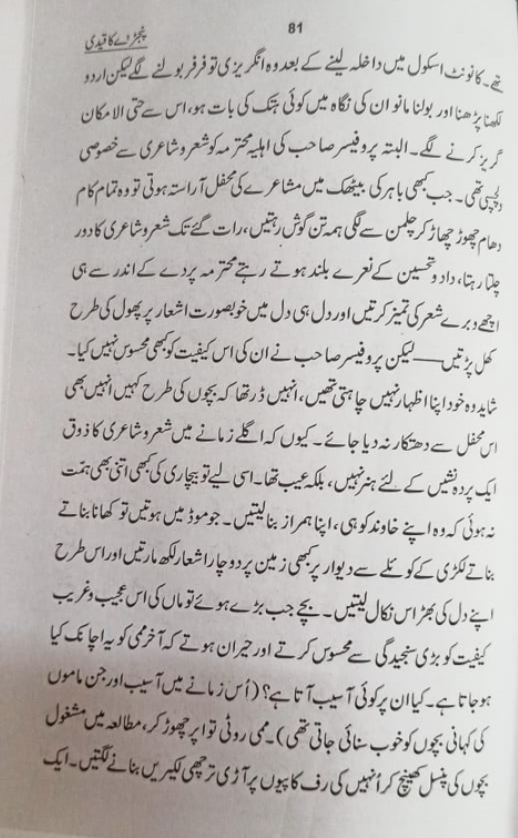 81
پنجڑے کا قیدی
تھے۔ کانونٹ اسکول میں داخلہ لینے کے بعد وہ انگریزی تو فرفر بولنے لگے لیکن اردو
لکھنا پڑھنا اور بولنا مانو ان کی نگاہ میں کوئی ہتک کی بات ہو، اس سے حتی الامکان
گریز کرنے لگے۔ البتہ پروفیسر صاحب کی اہلیہ محترمہ کو شعر و شاعری سے خصوصی
دلچسپی تھی۔ جب کبھی باہر کی بیٹھک میں مشاعرے کی محفل آراستہ ہوتی تو وہ تمام کام
دھام چھوڑ چھاڑ کر چلمن سے لگی ہمہ تن گوش رہتیں، رات گئے تک شعر و شاعری کا دور
چلتا رہتا، داد و تحسین کے نعرے بلند ہوتے رہتے محترمہ پردے کے اندر سے ہی
اچھے و برے شعر کی تمیز کرتیں اور دل ہی دل میں خوبصورت اشعار پر پھول کی طرح
کھل پڑتیں —— لیکن پروفیسر صاحب نے ان کی اس کیفیت کو کبھی محسوس نہیں کیا۔
شاید وہ خود اپنا اظہار نہیں چاہتی تھیں، انہیں ڈر تھا کہ بچوں کی طرح کہیں انہیں بھی
اس محفل سے دھتکار نہ دیا جائے۔ کیوں کہ اگلے زمانے میں شعر و شاعری کا ذوق
ایک پردہ نشیں کے لئے ہنر نہیں، بلکہ عیب تھا۔ اسی لیے تو بیچاری کی کبھی اتنی بھی ہمّت
نہ ہوئی کہ وہ اپنے خاوند کو ہی، اپنا ہمراز بنا لیتیں۔ جو موڈ میں ہوتیں تو کھانا بناتے
بناتے لکڑی کے کوئلے سے دیوار پر کبھی زمین پر دو چار اشعار لکھ مارتیں اور اس طرح
اپنے دل کی بھڑاس نکال لیتیں۔ بچے جب بڑے ہوئے تو ماں کی اس عجیب و غریب
کیفیت کو بڑی سنجیدگی سے محسوس کرتے اور حیران ہوتے کہ آخر ممی کو یہ اچانک کیا
ہو جاتا ہے۔ کیا ان پر کوئی آسیب آتا ہے؟ (اُس زمانے میں آسیب اور جن ماموں
کی کہانی بچوں کو خوب سنائی جاتی تھی)۔ ممی روٹی توا پر چھوڑ کر، مطالعہ میں مشغول
بچوں کی پنسل کھینچ کر اُنہیں کی رف کاپیوں پر آڑی ترچھی لکیریں بنانے لگتیں۔ ایک